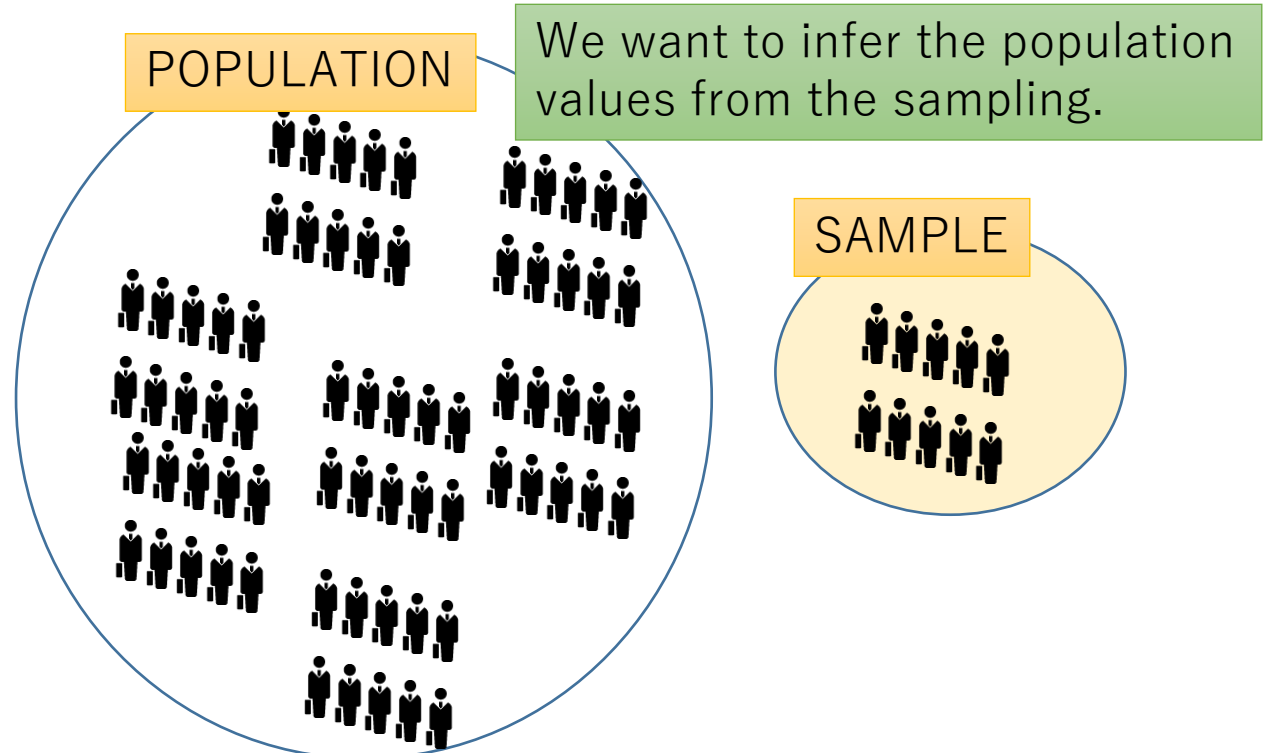 POPULATION
We want to infer the population
values from the sampling.
SAMPLE